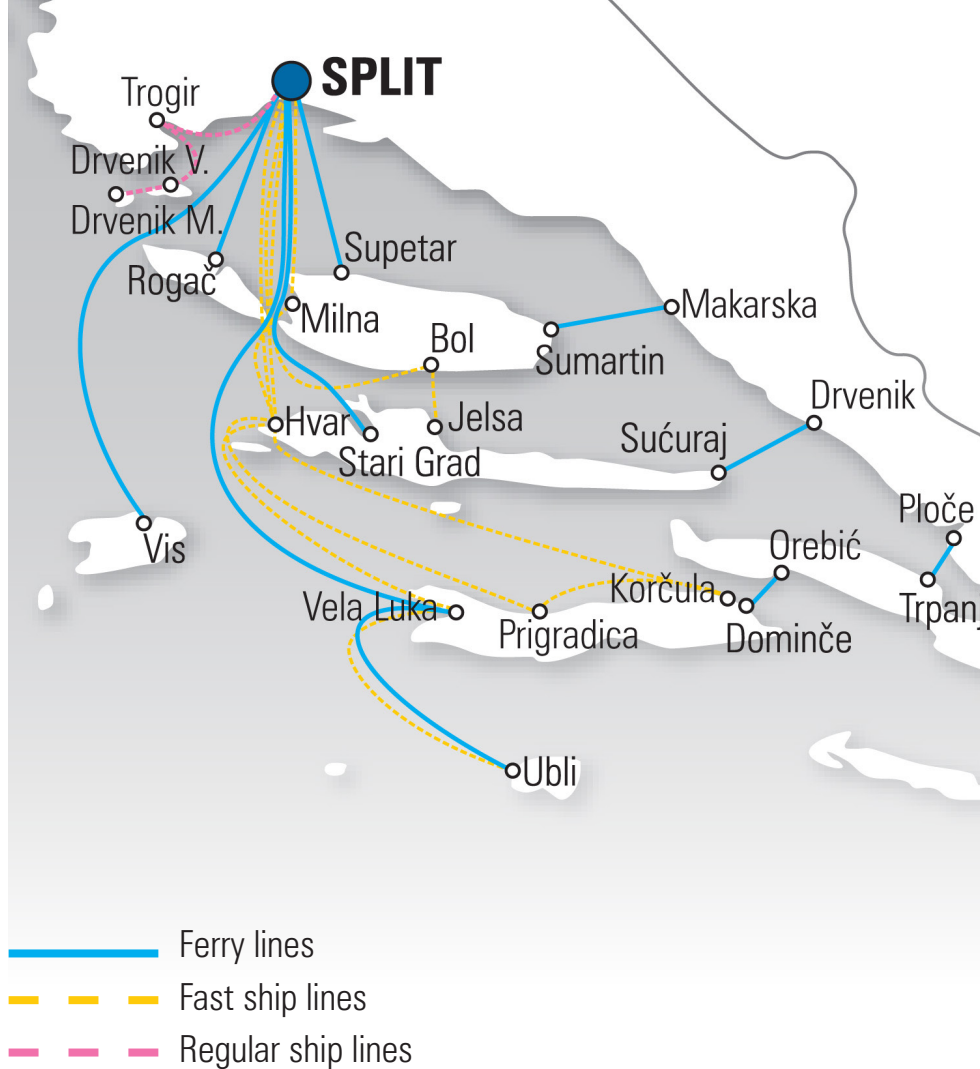 SPLIT
Trogir
Drvenik V.
Drvenik M.
Rogač
Supetar
Milna
Makarska
Bol
Sumartin
Drvenik
Hvar
Jelsa
Stari Grad
Sućuraj
Ploče
Vis
Orebić
Korčula
Vela Luka
Prigradica
Dominče
Trpanj
Ubli
Ferry lines
Fast ship lines
Regular ship lines